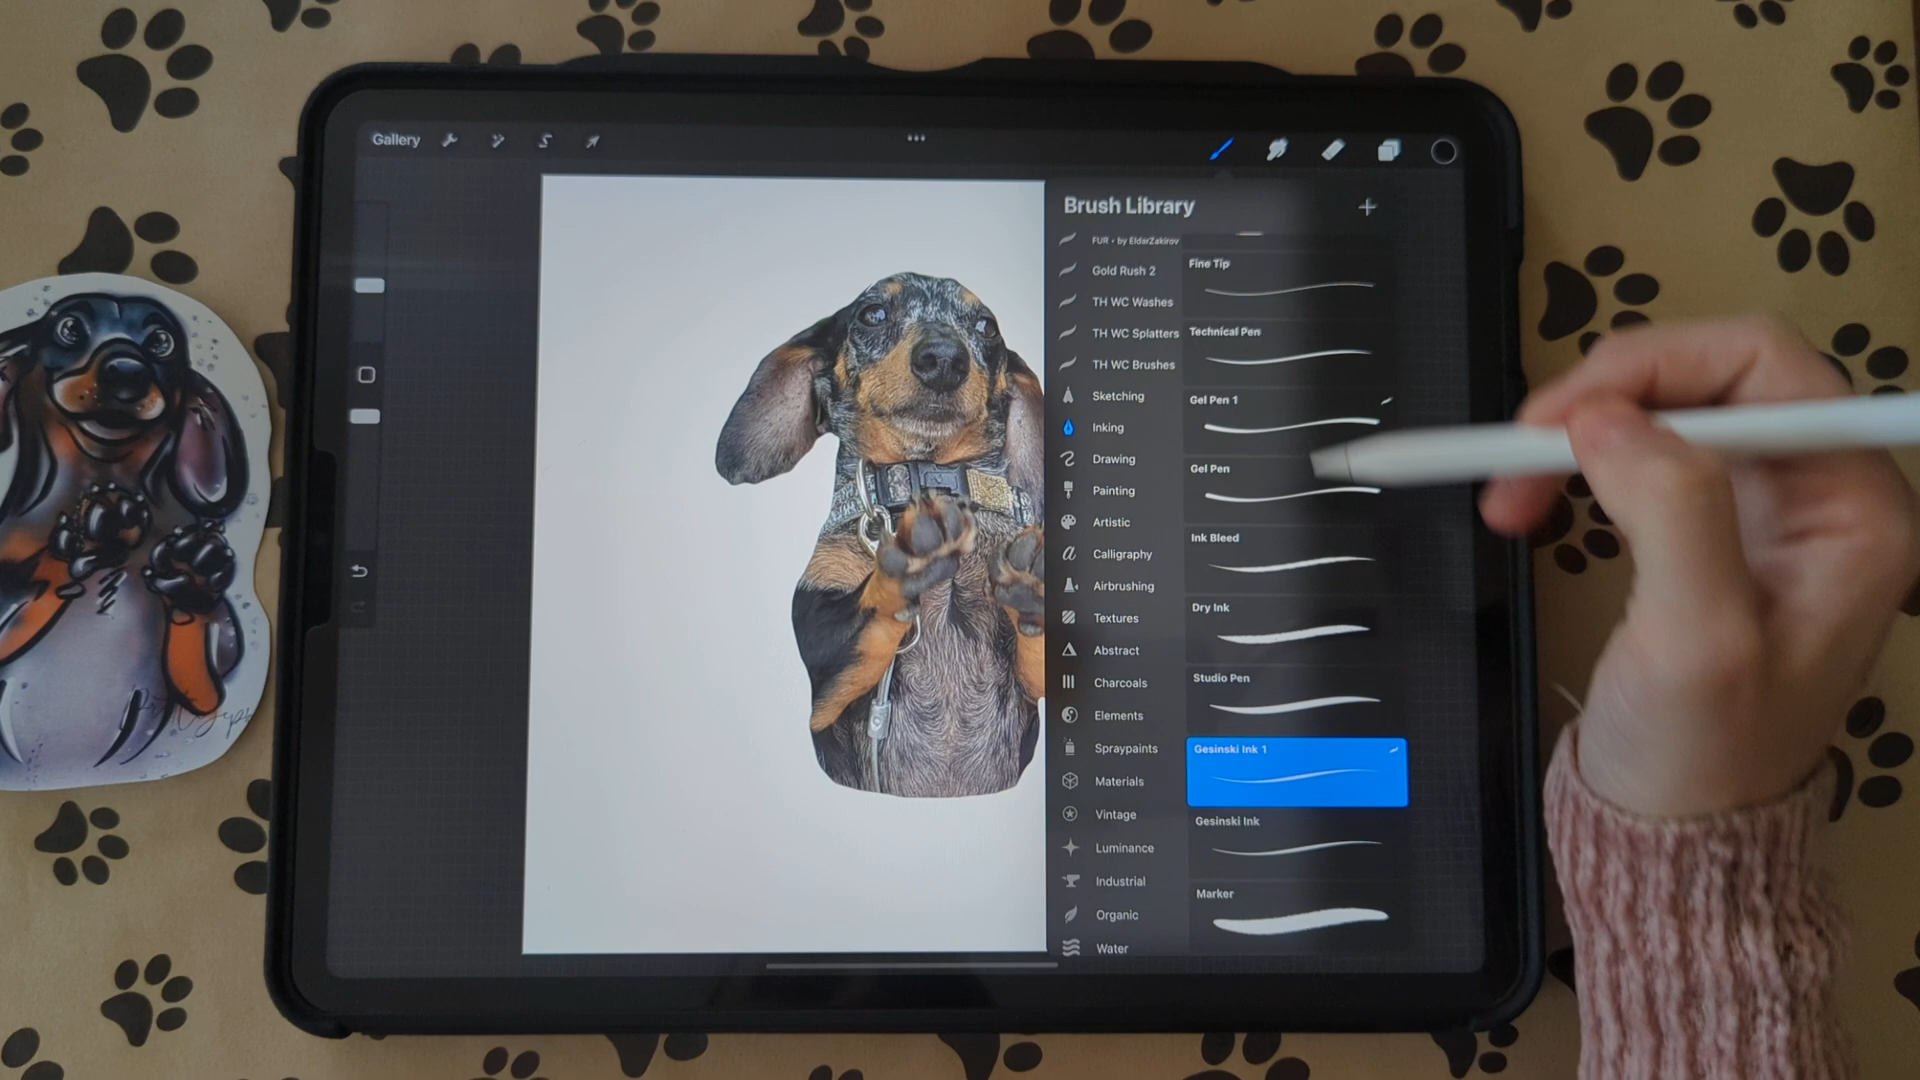 Gallery
Brush Library
FUR • by EldarZakirov
Gold Rush 2
TH WC Washes
TH WC Splatters
TH WC Brushes
Sketching
Inking
Drawing
Painting
Artistic
Calligraphy
Airbrushing
Textures
Abstract
Charcoals
Elements
Spraypaints
Materials
Vintage
Luminance
Industrial
Organic
Water
Fine Tip
Technical Pen
Gel Pen 1
Gel Pen
Ink Bleed
Dry Ink
Studio Pen
Gesinski Ink 1
Gesinski Ink
Marker